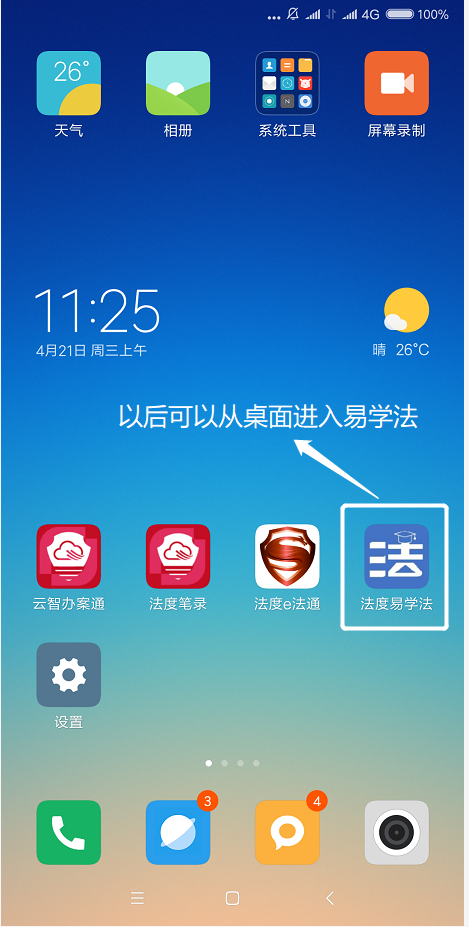 4G 100%
26°
天气 相册 系统工具 屏幕录制
11:25
4月21日 周三上午
晴 26°C
以后可以从桌面进入易学法
法
云智办案通 法度笔录 法度e法通 法度易学法
设置
3 4